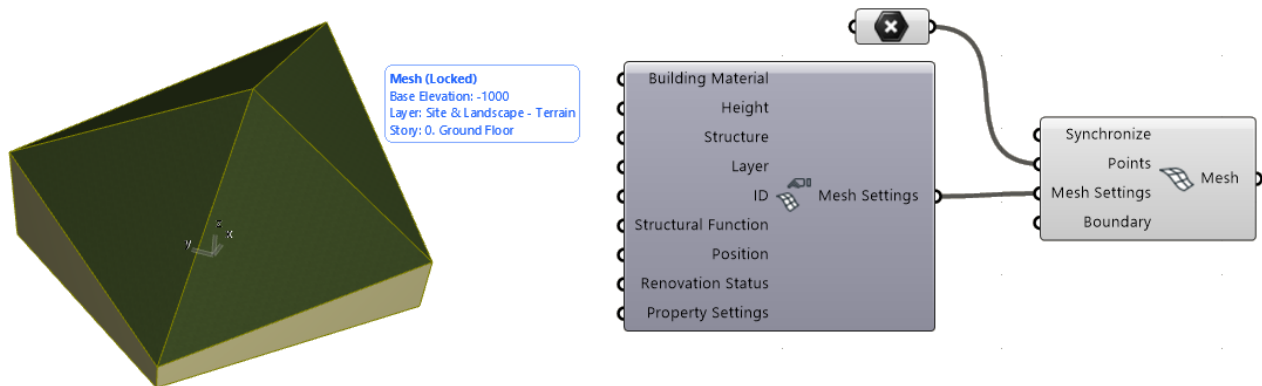 Mesh (Locked)
Base Elevation: -1000
Layer: Site & Landscape - Terrain
Story: 0. Ground Floor
z
x
y
Building Material
Height
Structure
Layer
ID
Structural Function
Position
Renovation Status
Property Settings
Mesh Settings
Synchronize
Points
Mesh Settings
Boundary
Mesh